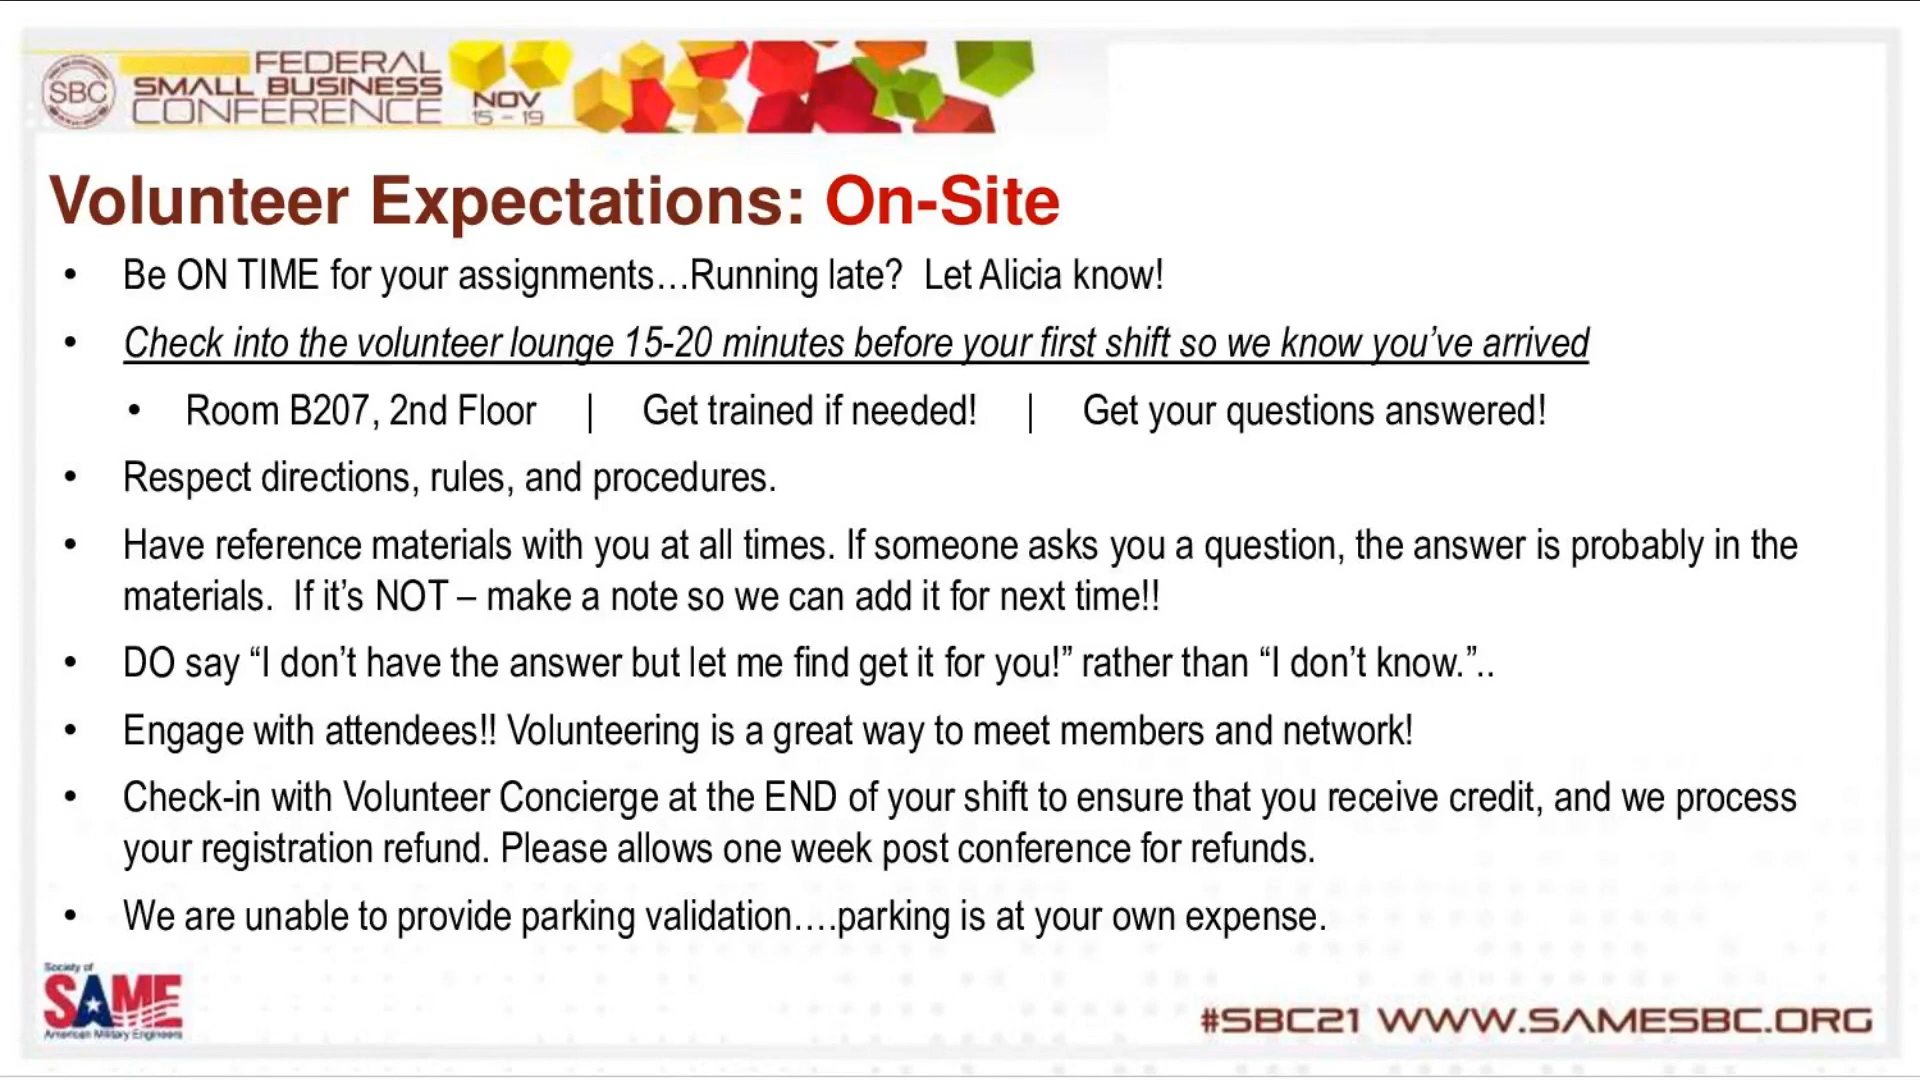 SBC
FEDERAL
SMALL BUSINESS
CONFERENCE
NOV
15 - 19
Volunteer Expectations: On-Site
• Be ON TIME for your assignments…Running late?  Let Alicia know!
• Check into the volunteer lounge 15-20 minutes before your first shift so we know you’ve arrived
• Room B207, 2nd Floor | Get trained if needed! | Get your questions answered!
• Respect directions, rules, and procedures.
• Have reference materials with you at all times. If someone asks you a question, the answer is probably in the
materials.  If it’s NOT – make a note so we can add it for next time!!
• DO say “I don’t have the answer but let me find get it for you!” rather than “I don’t know.”..
• Engage with attendees!! Volunteering is a great way to meet members and network!
• Check-in with Volunteer Concierge at the END of your shift to ensure that you receive credit, and we process
your registration refund. Please allows one week post conference for refunds.
• We are unable to provide parking validation….parking is at your own expense.
Society of
SAME
American Military Engineers
#SBC21 WWW.SAMESBC.ORG